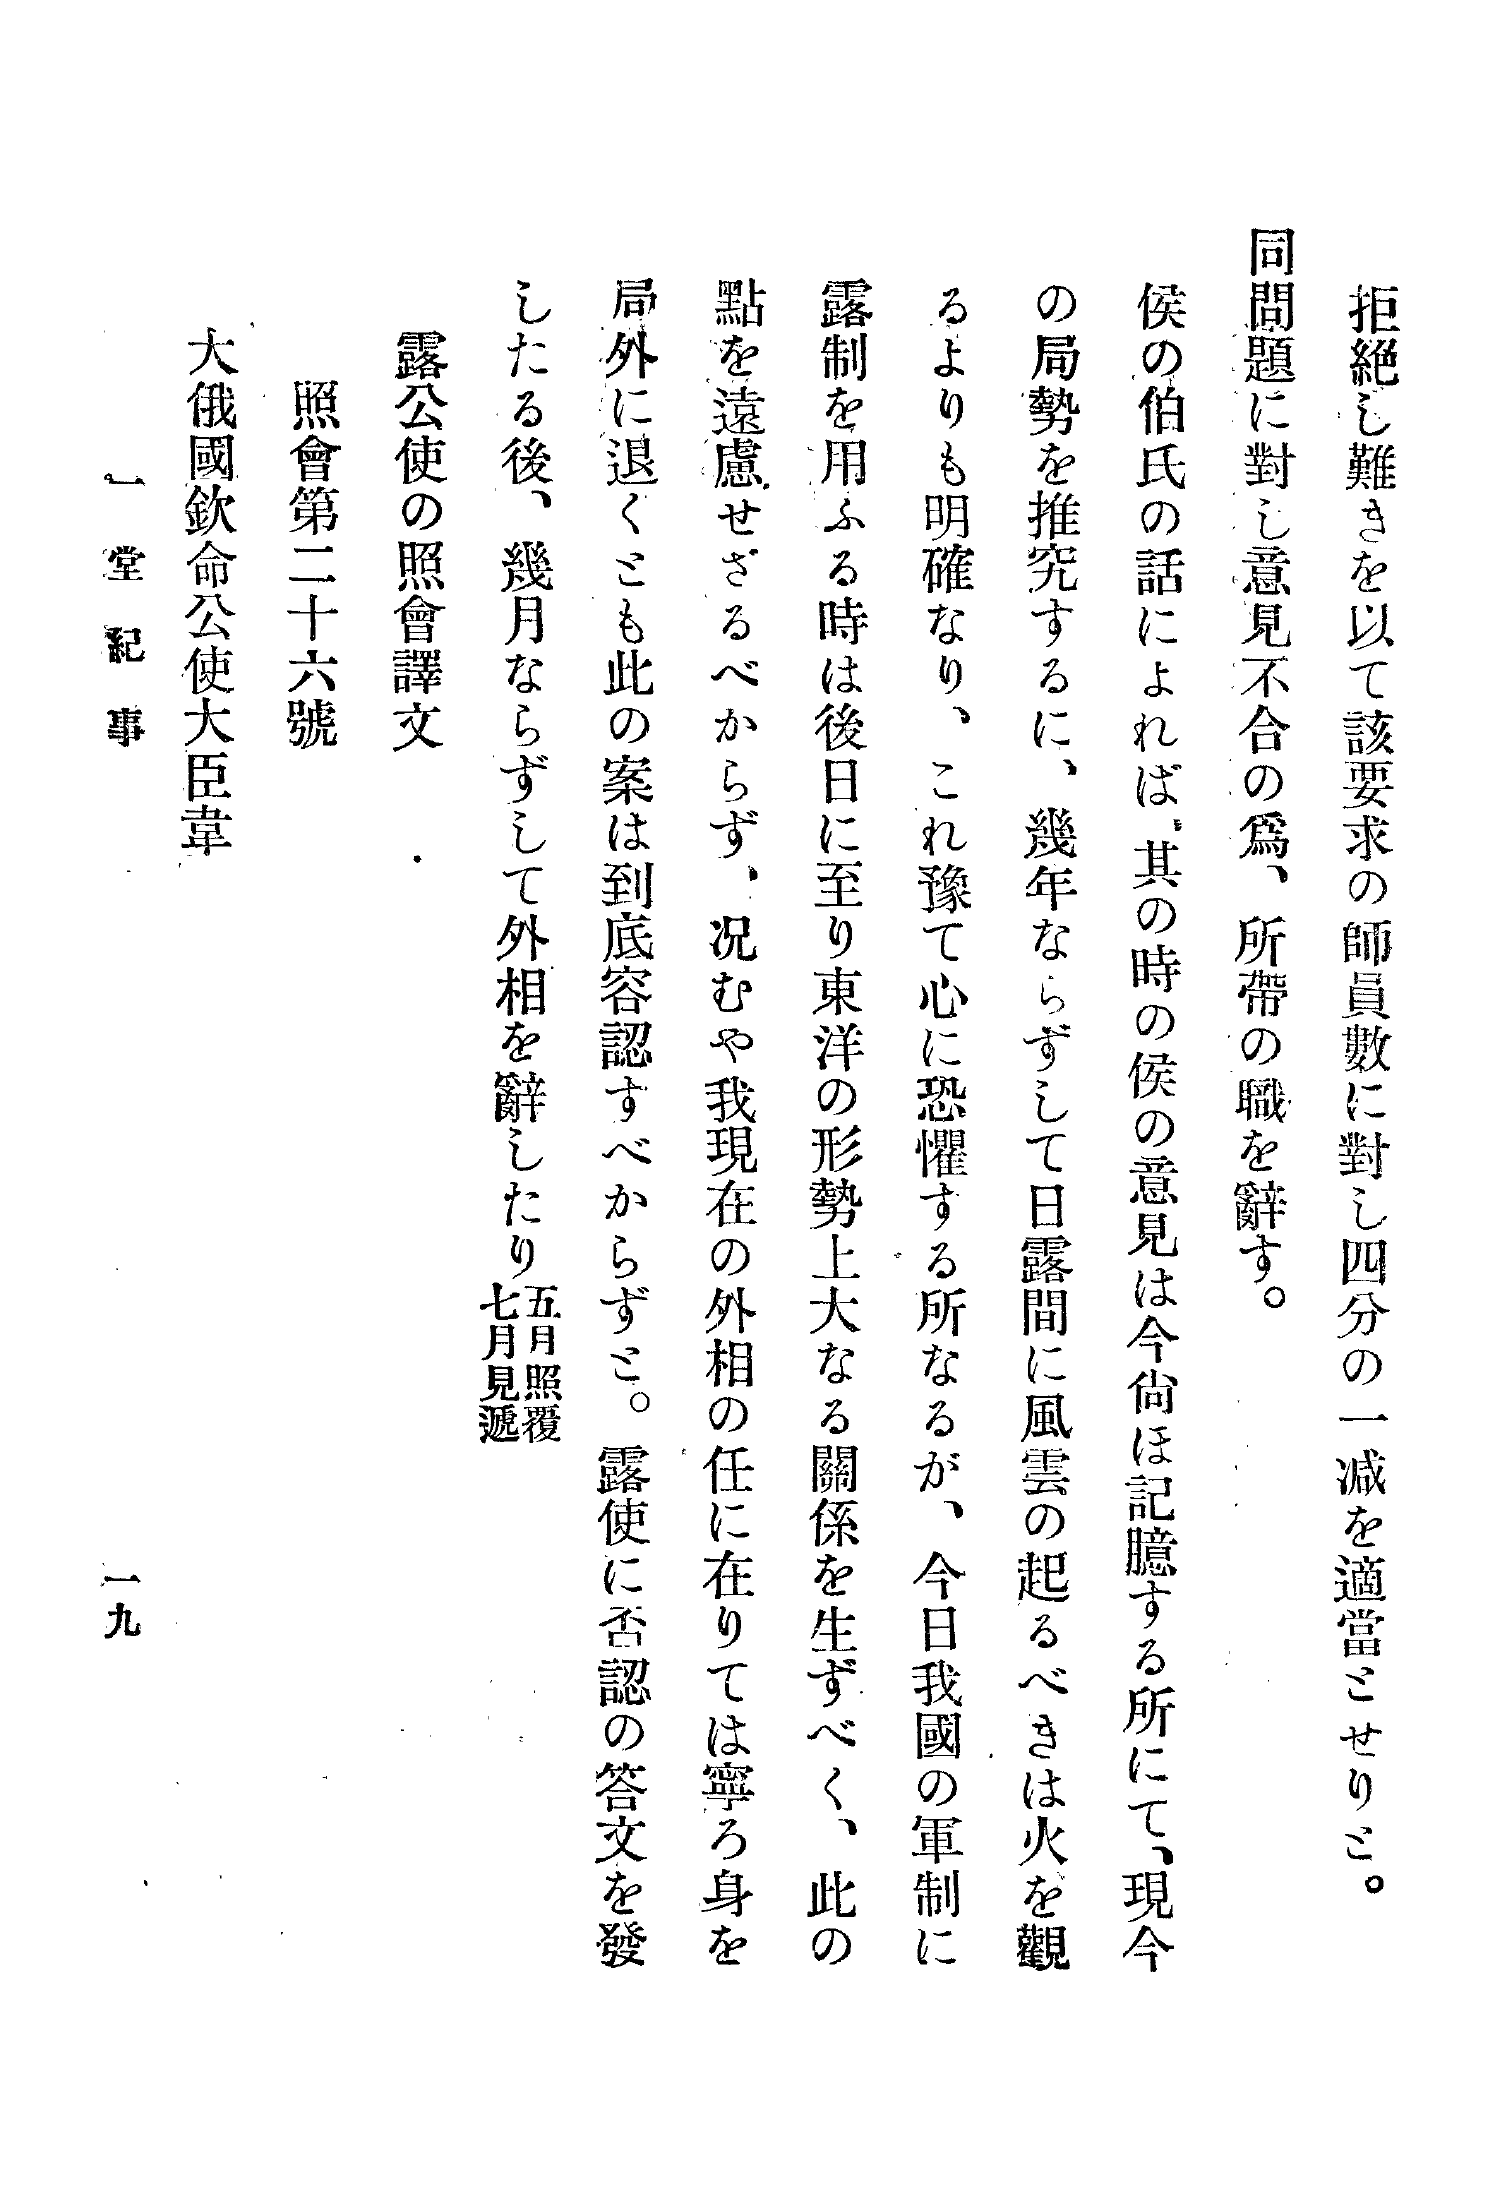 拒絶し難きを以て該要求の師員數に對し四分の一減を適當とせりと。
同問題に對し意見不合の爲、所帶の職を辭す。
侯の伯氏の話によれば、其の時の侯の意見は今尙ほ記臆する所にて、現今
の局勢を推究するに、幾年ならずして日露間に風雲の起るべきは火を觀
るよりも明確なり、これ豫て心に恐懼する所なるが、今日我國の軍制に
露制を用ふる時は後日に至り東洋の形勢上大なる關係を生ずべく、此の
點を遠慮せざるべからず、況むや我現在の外相の任に在りては寧ろ身を
局外に退くとも此の案は到底容認すべからずと。露使に否認の答文を發
したる後、幾月ならずして外相を辭したり五月照覆
七月見遞
露公使の照會譯文
照會第二十六號
大俄國欽命公使大臣韋
一堂紀事
一九